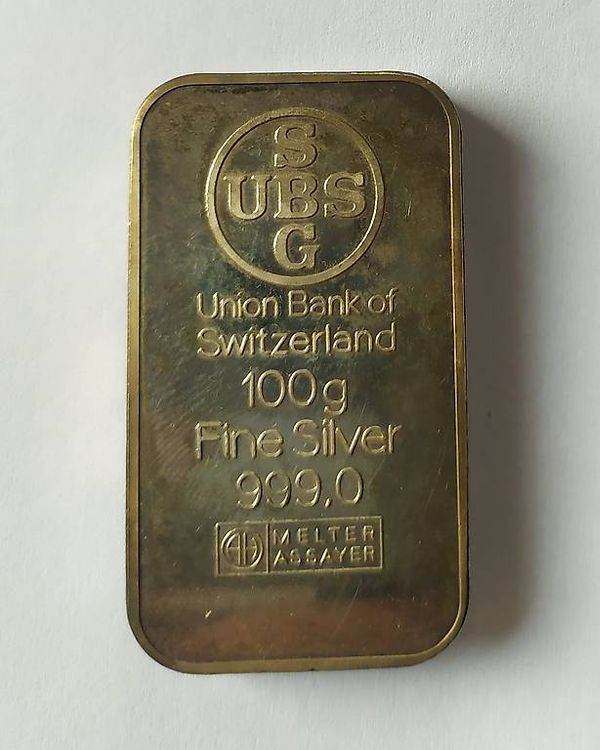 S
UBS
G
Union Bank of
Switzerland
100g
Fine Silver
999,0
MELTER
ASSAYER